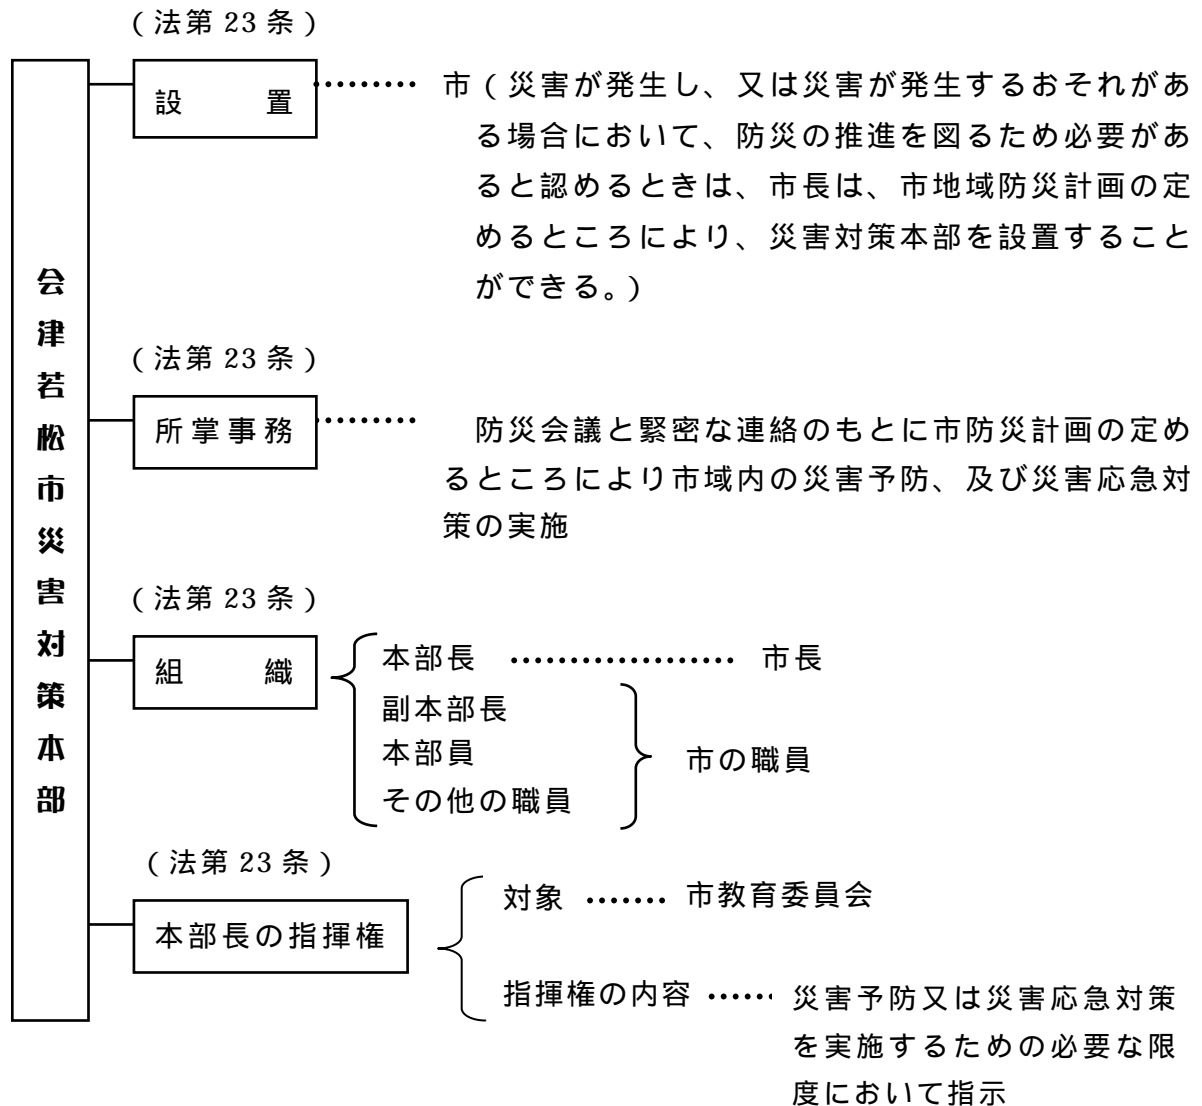 会津若松市災害対策本部
(法第23条)
設置
市(災害が発生し、又は災害が発生するおそれがあ
る場合において、防災の推進を図るため必要があ
ると認めるときは、市長は、市地域防災計画の定
めるところにより、災害対策本部を設置すること
ができる。)
(法第23条)
所掌事務
防災会議と緊密な連絡のもとに市防災計画の定め
るところにより市域内の災害予防、及び災害応急対
策の実施
(法第23条)
組織
本部長 ………………… 市長
副本部長
本部員
その他の職員
市の職員
(法第23条)
本部長の指揮権
対象 ……… 市教育委員会
指揮権の内容 …… 災害予防又は災害応急対策
を実施するための必要な限
度において指示